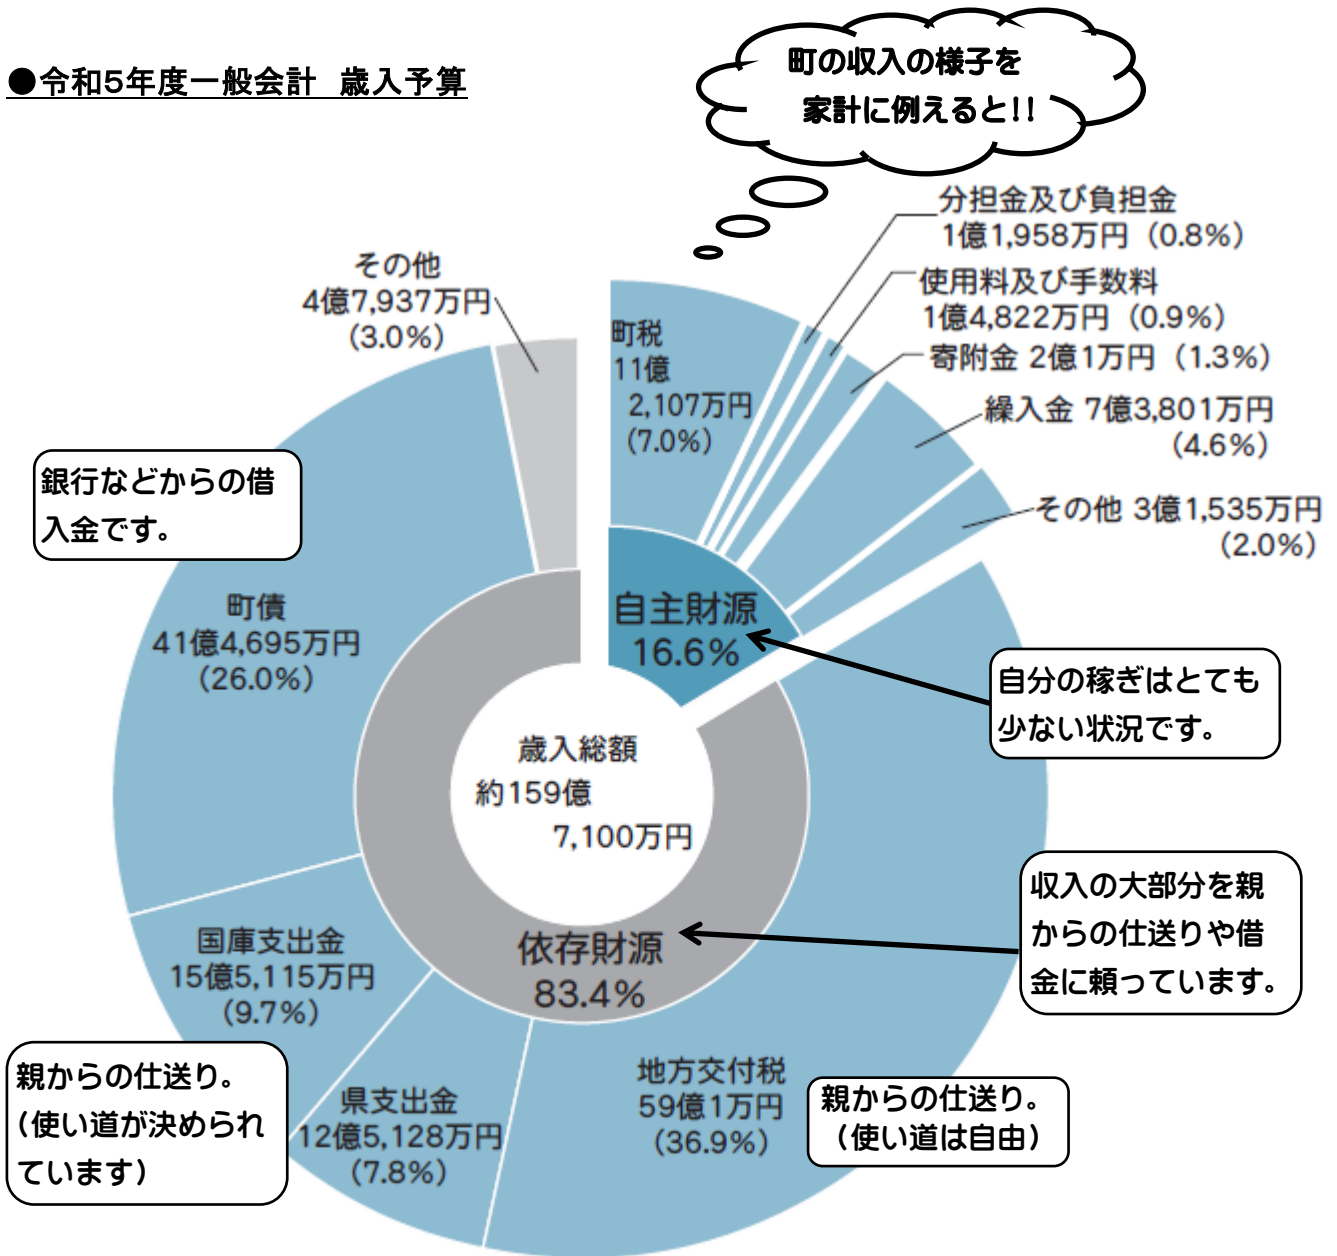 ●令和5年度一般会計 歳入予算
町の収入の様子を
家計に例えると!!
分担金及び負担金
1億1,958万円（0.8%）
使用料及び手数料
1億4,822万円（0.9%）
寄附金 2億1万円（1.3%）
繰入金 7億3,801万円
（4.6%）
その他 3億1,535万円
（2.0%）
その他
4億7,937万円
（3.0%）
町税
11億
2,107万円
（7.0%）
銀行などからの借
入金です。
町債
41億4,695万円
（26.0%）
自主財源
16.6%
自分の稼ぎはとても
少ない状況です。
歳入総額
約159億
7,100万円
収入の大部分を親
からの仕送りや借
金に頼っています。
依存財源
83.4%
国庫支出金
15億5,115万円
（9.7%）
親からの仕送り。
（使い道が決められ
ています）
県支出金
12億5,128万円
（7.8%）
地方交付税
59億1万円
（36.9%）
親からの仕送り。
（使い道は自由）